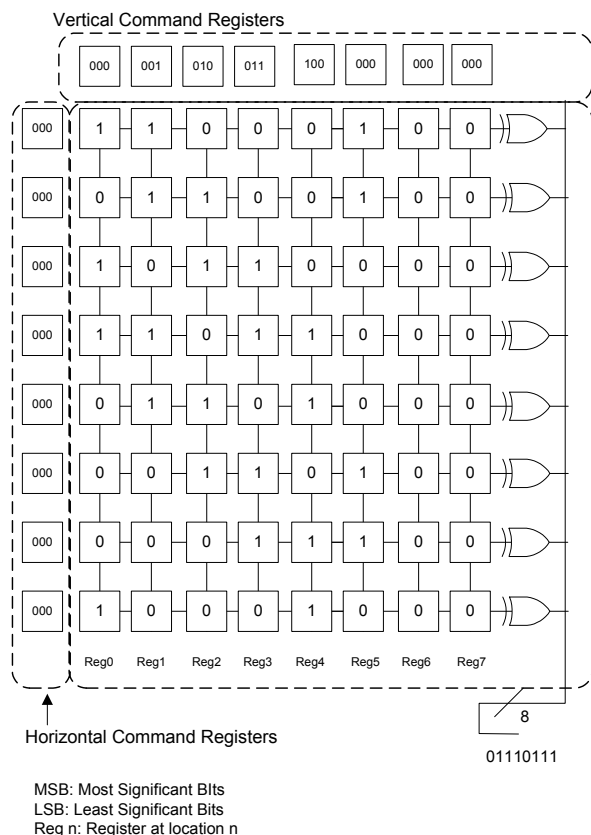 Vertical Command Registers
000 001 010 011 100 000 000 000
000 1 1 0 0 0 1 0 0
000 0 1 1 0 0 1 0 0
000 1 0 1 1 0 0 0 0
000 1 1 0 1 1 0 0 0
000 0 1 1 0 1 0 0 0
000 0 0 1 1 0 1 0 0
000 0 0 0 1 1 1 0 0
000 1 0 0 0 1 0 0 0
Reg0 Reg1 Reg2 Reg3 Reg4 Reg5 Reg6 Reg7
8
Horizontal Command Registers
01110111
MSB: Most Significant BIts
LSB: Least Significant Bits
Reg n: Register at location n